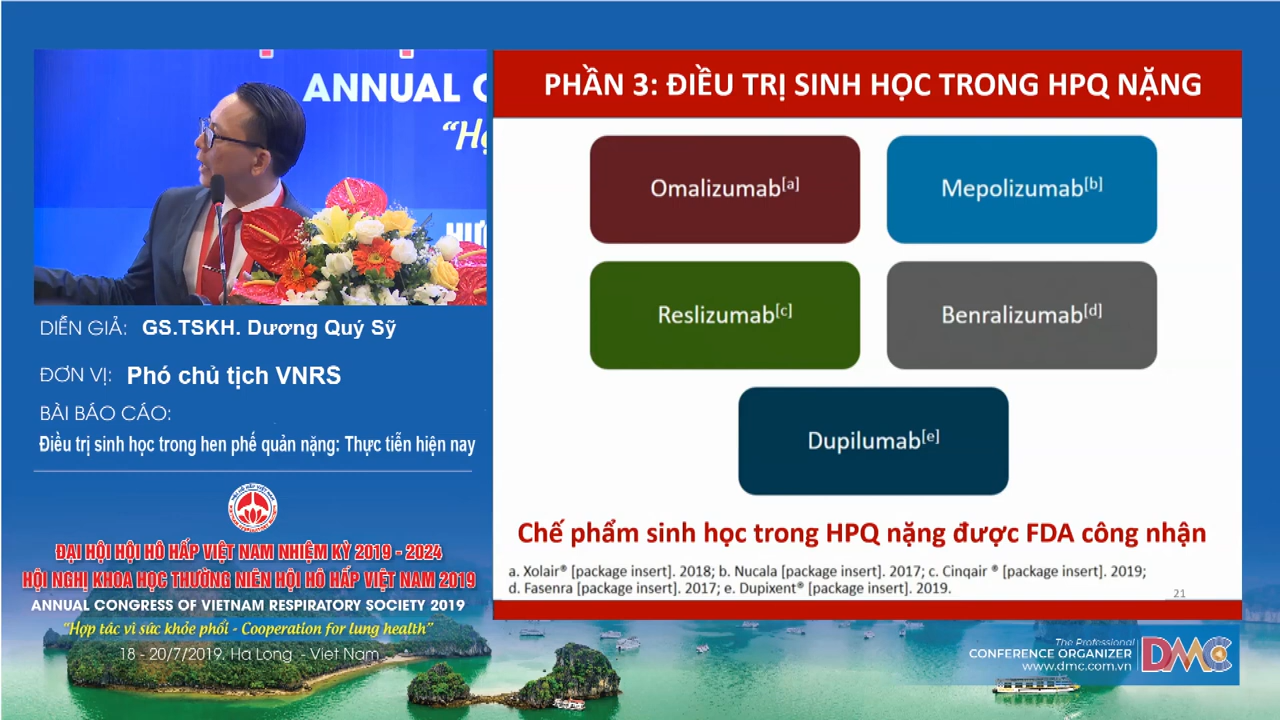 ANNUAL C
“Hợ
HƯỚ
DIỄN GIẢ: GS.TSKH. Dương Quý Sỹ
ĐƠN VỊ: Phó chủ tịch VNRS
BÀI BÁO CÁO:
Điều trị sinh học trong hen phế quản nặng: Thực tiễn hiện nay
ĐẠI HỘI HỘI HÔ HẤP VIỆT NAM NHIỆM KỲ 2019 - 2024
HỘI NGHỊ KHOA HỌC THƯỜNG NIÊN HỘI HÔ HẤP VIỆT NAM 2019
ANNUAL CONGRESS OF VIETNAM RESPIRATORY SOCIETY 2019
“Hợp tác vì sức khỏe phổi - Cooperation for lung health”
18 - 20/7/2019. Ha Long - Viet Nam
PHẦN 3: ĐIỀU TRỊ SINH HỌC TRONG HPQ NẶNG
Omalizumab[a]
Mepolizumab[b]
Reslizumab[c]
Benralizumab[d]
Dupilumab[e]
Chế phẩm sinh học trong HPQ nặng được FDA công nhận
a. Xolair® [package insert]. 2018; b. Nucala [package insert]. 2017; c. Cinqair ® [package insert]. 2019;
d. Fasenra [package insert]. 2017; e. Dupixent® [package insert]. 2019.
21
The Professional
CONFERENCE ORGANIZER
www.dmc.com.vn
DMC